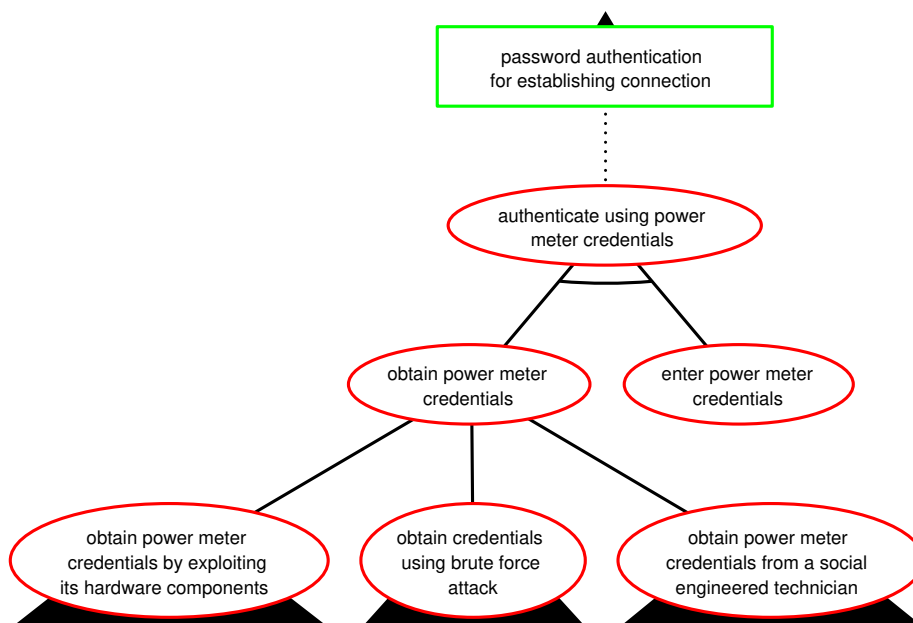 password authentication
for establishing connection
authenticate using power
meter credentials
obtain power meter
credentials
enter power meter
credentials
obtain power meter
credentials by exploiting
its hardware components
obtain credentials
using brute force
attack
obtain power meter
credentials from a social
engineered technician